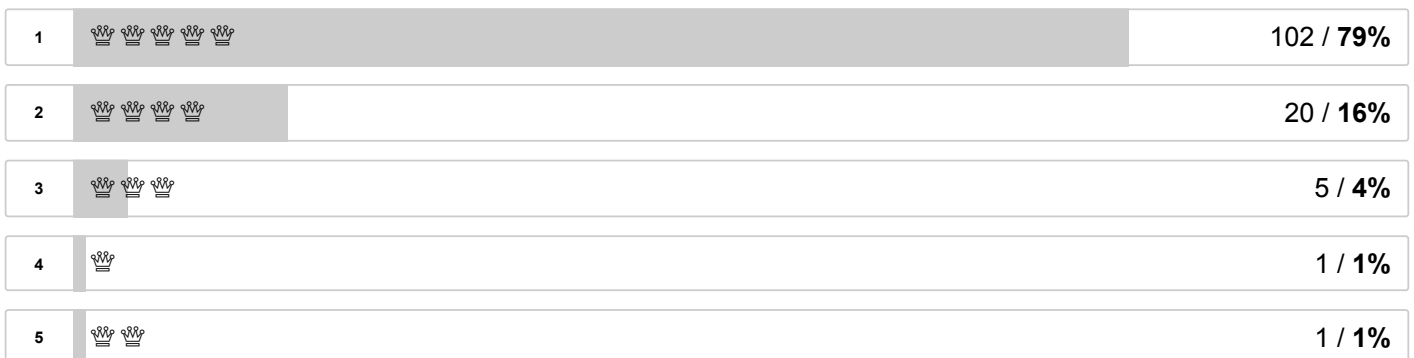 1 ♕ ♕ ♕ ♕ ♕ 102 / 79%
2 ♕ ♕ ♕ ♕ 20 / 16%
3 ♕ ♕ ♕ 5 / 4%
4 ♕ 1 / 1%
5 ♕ ♕ 1 / 1%